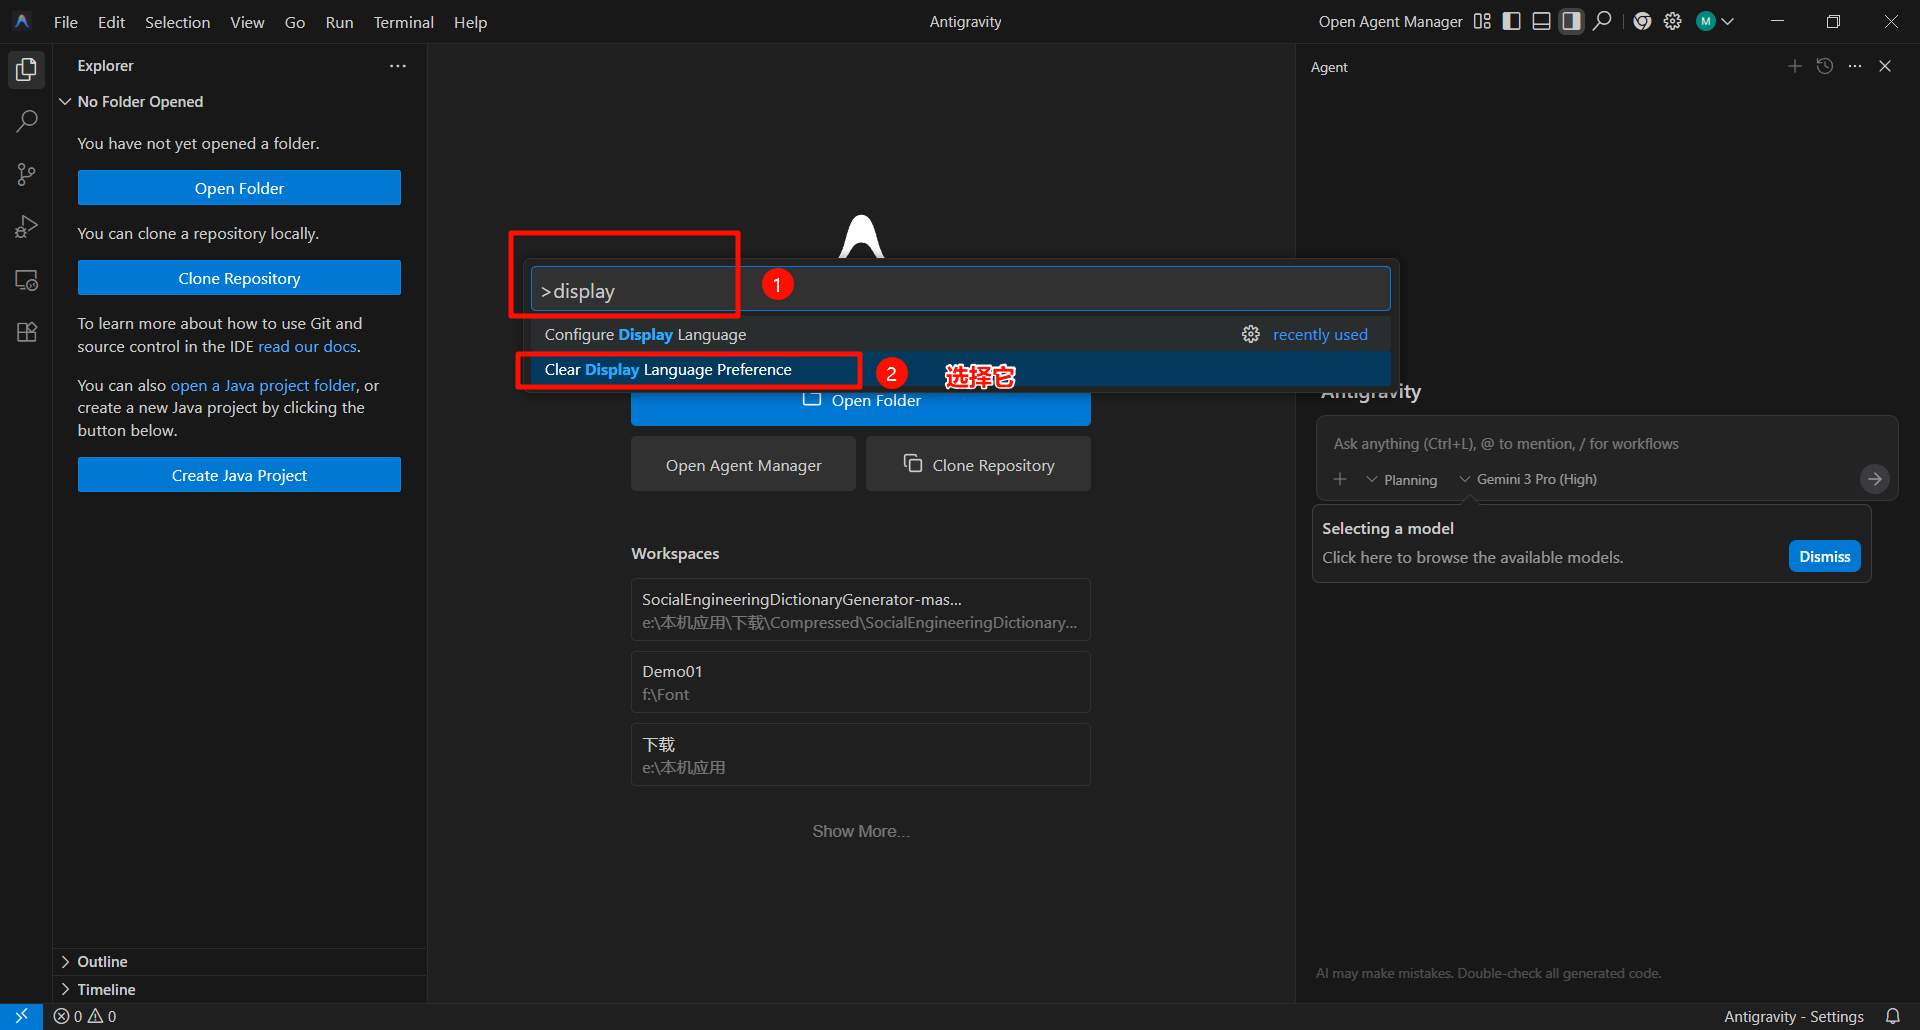 File Edit Selection View Go Run Terminal Help
Antigravity
Open Agent Manager
M
Explorer
No Folder Opened
You have not yet opened a folder.
Open Folder
You can clone a repository locally.
Clone Repository
To learn more about how to use Git and
source control in the IDE read our docs.
You can also open a Java project folder, or
create a new Java project by clicking the
button below.
Create Java Project
Outline
Timeline
>display
1
Configure Display Language
recently used
Clear Display Language Preference
2
选择它
Open Folder
Open Agent Manager
Clone Repository
Workspaces
SocialEngineeringDictionaryGenerator-mas...
e:\本机应用\下载\Compressed\SocialEngineeringDictionary...
Demo01
f:\Font
下载
e:\本机应用
Show More...
Agent
Antigravity
Ask anything (Ctrl+L), @ to mention, / for workflows
Planning
Gemini 3 Pro (High)
Selecting a model
Click here to browse the available models.
Dismiss
AI may make mistakes. Double-check all generated code.
0 0
Antigravity - Settings